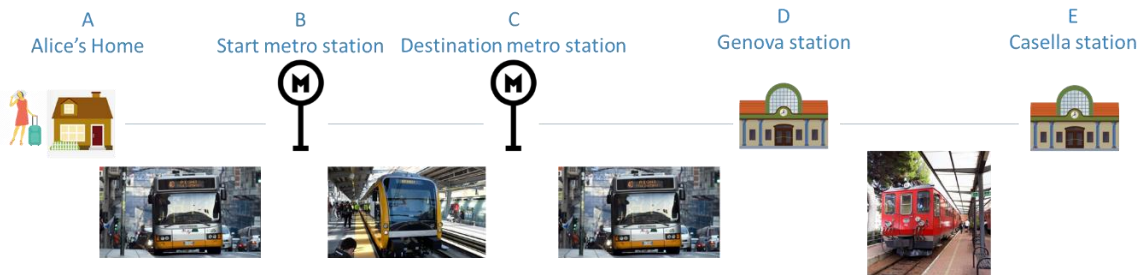 A
Alice's Home
B
Start metro station
C
Destination metro station
D
Genova station
E
Casella station
M
M